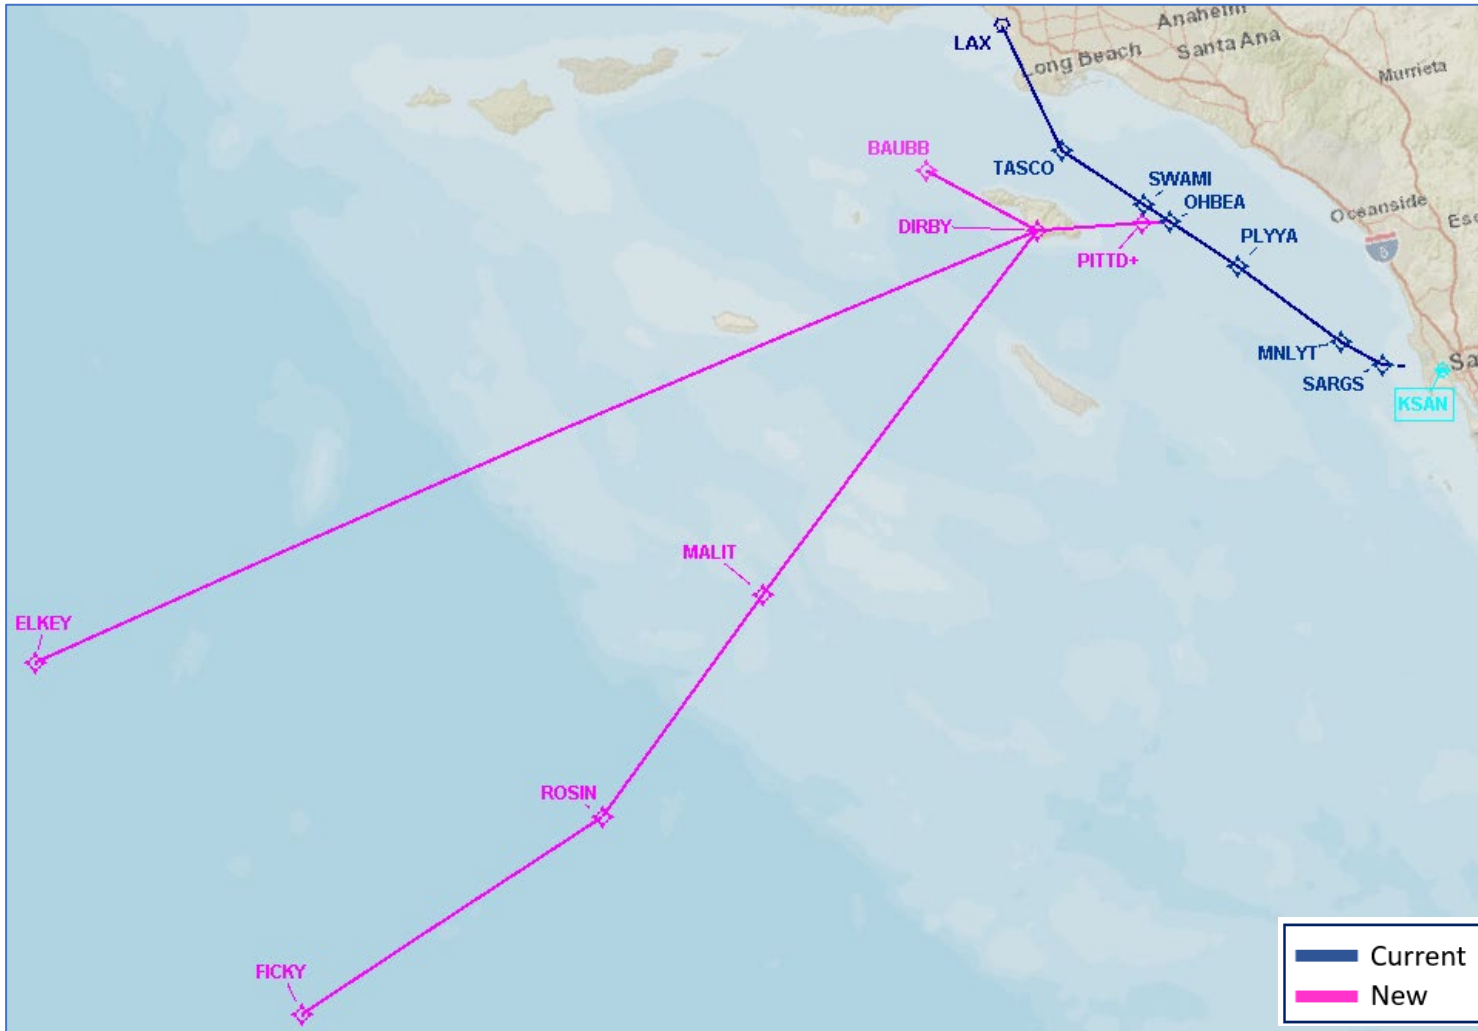 Anaheim
LAX
Santa Ana
Long Beach
Murrieta
BAUBB
TASCO
SWAMI
OHBEA
Oceanside
DIRBY
PLYYA
PITTD+
5
MNLYT
SARGS
KSAN
MALIT
ELKEY
ROSIN
FICKY
Current
New